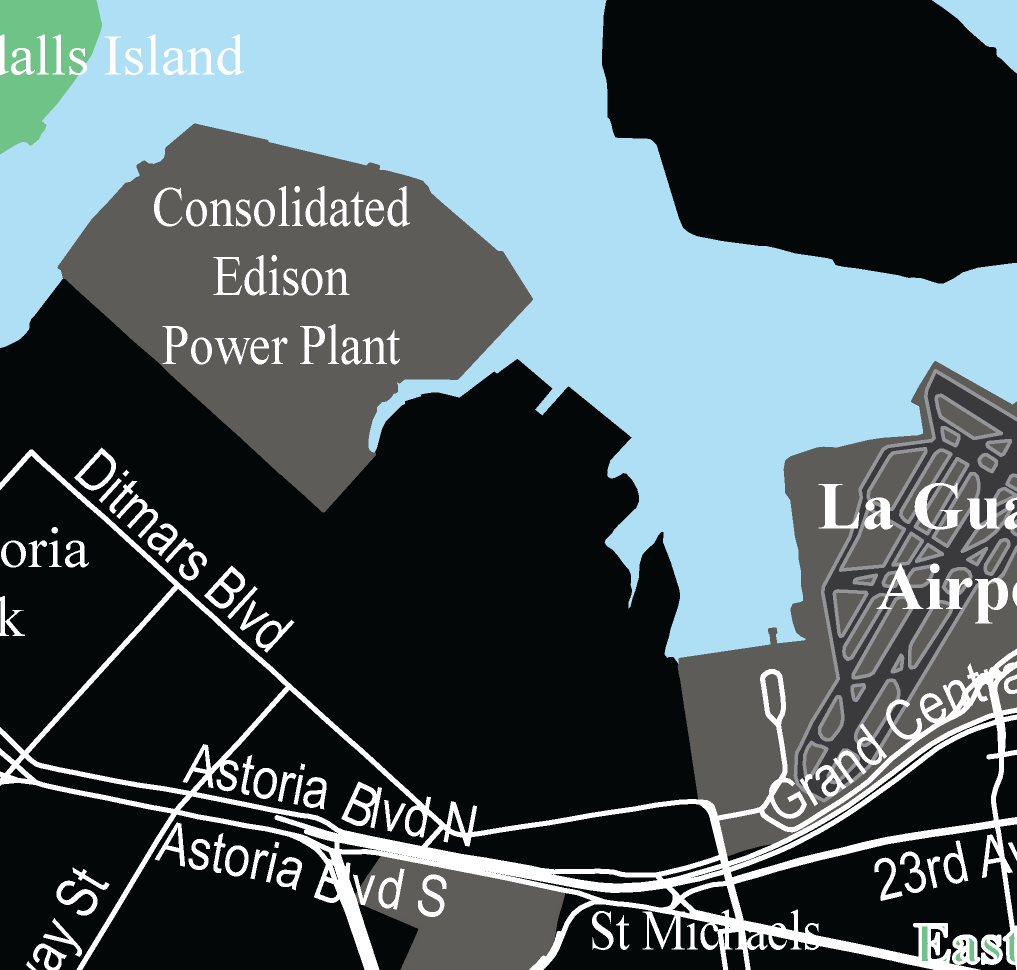 dalls Island
Consolidated
Edison
Power Plant
La Gua
Airpo
Ditmars Blvd
oria
k
Grand Centra
Astoria Blvd N
Astoria Blvd S
23rd Av
way St
St Michaels
East